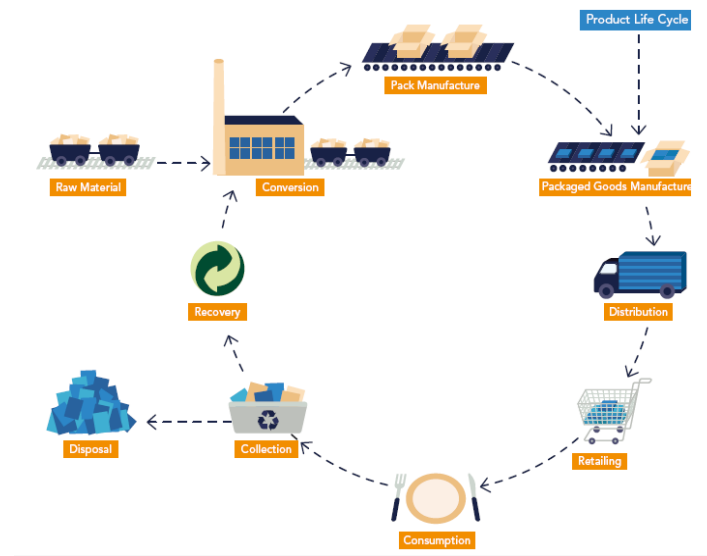 Product Life Cycle
Pack Manufacture
Raw Material
Conversion
Packaged Goods Manufacture
Recovery
Distribution
Disposal
Collection
Retailing
Consumption